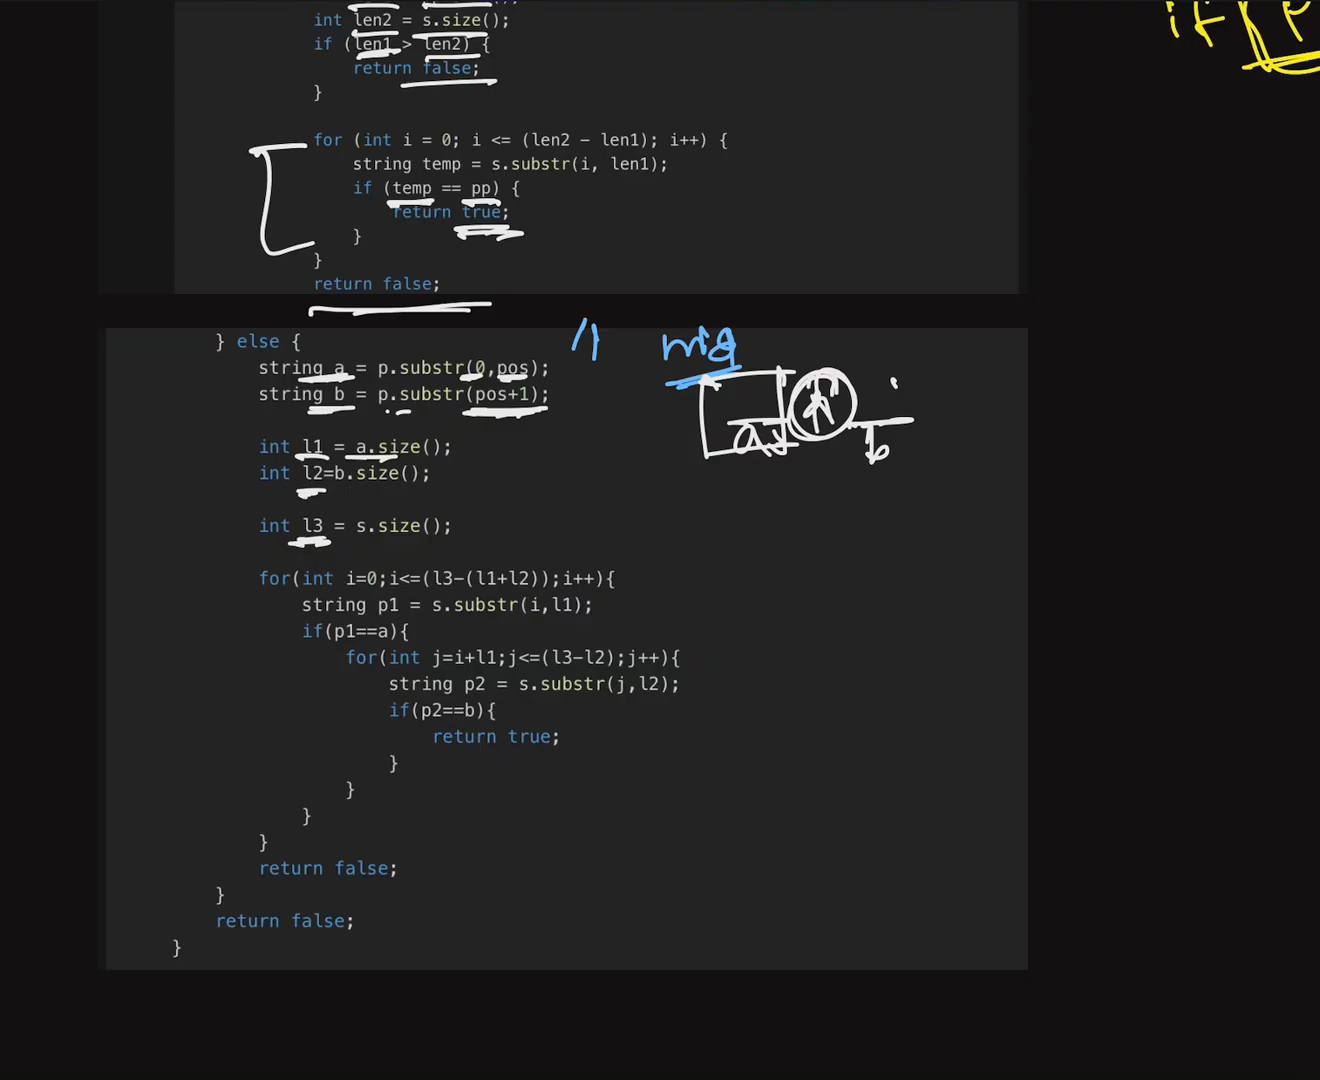 int len2 = s.size();
if (len1 > len2) {
return false;
}
for (int i = 0; i <= (len2 - len1); i++) {
string temp = s.substr(i, len1);
if (temp == pp) {
return true;
}
}
return false;
} else {
string a = p.substr(0,pos);
string b = p.substr(pos+1);
int l1 = a.size();
int l2=b.size();
int l3 = s.size();
for(int i=0;i<=(l3-(l1+l2));i++){
string p1 = s.substr(i,l1);
if(p1==a){
for(int j=i+l1;j<=(l3-l2);j++){
string p2 = s.substr(j,l2);
if(p2==b){
return true;
}
}
}
}
return false;
}
return false;
}
if(p
//
a
b